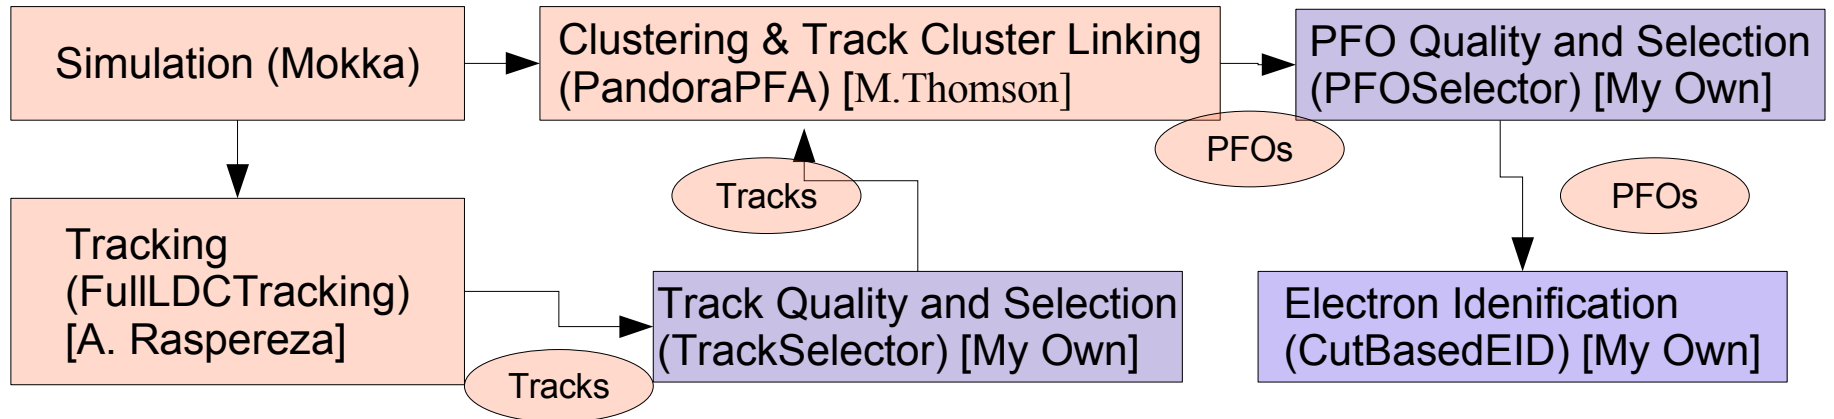 Simulation (Mokka)
Clustering & Track Cluster Linking
(PandoraPFA) [M.Thomson]
PFO Quality and Selection
(PFOSelector) [My Own]
PFOs
Tracks
PFOs
Tracking
(FullLDCTracking)
[A. Raspereza]
Track Quality and Selection
(TrackSelector) [My Own]
Electron Idenification
(CutBasedEID) [My Own]
Tracks